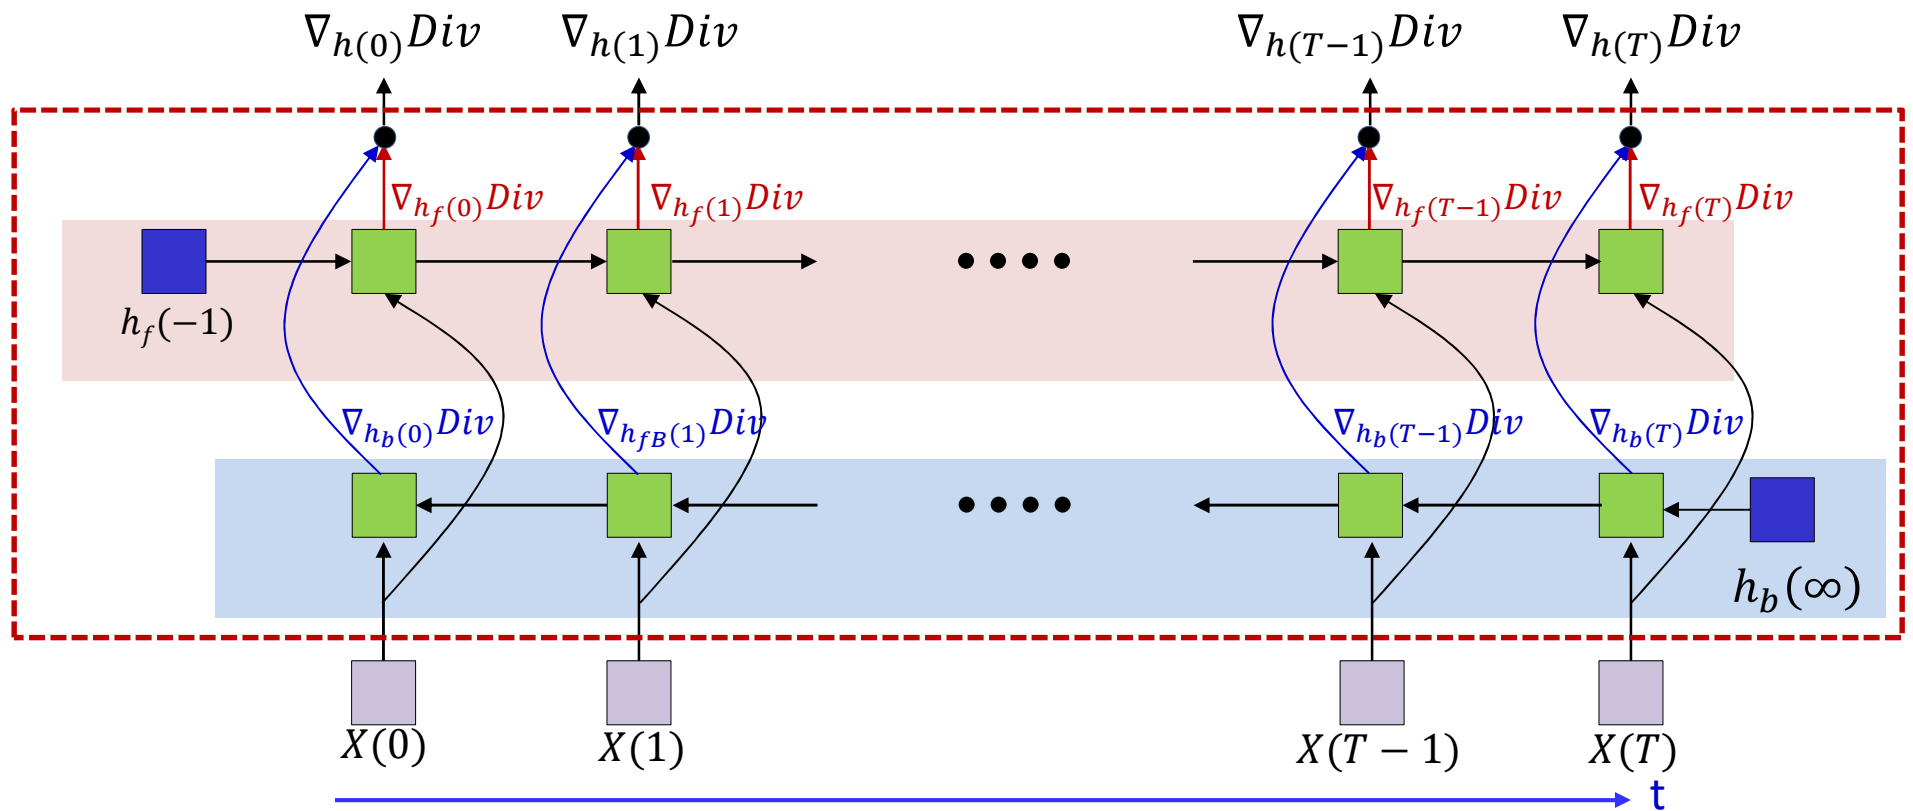 ∇h(0)Div ∇h(1)Div ∇h(T−1)Div ∇h(T)Div
∇hf(0)Div ∇hf(1)Div ∇hf(T−1)Div ∇hf(T)Div
hf(−1)
∇hb(0)Div ∇hfB(1)Div ∇hb(T−1)Div ∇hb(T)Div
hb(∞)
X(0) X(1) X(T − 1) X(T)
t